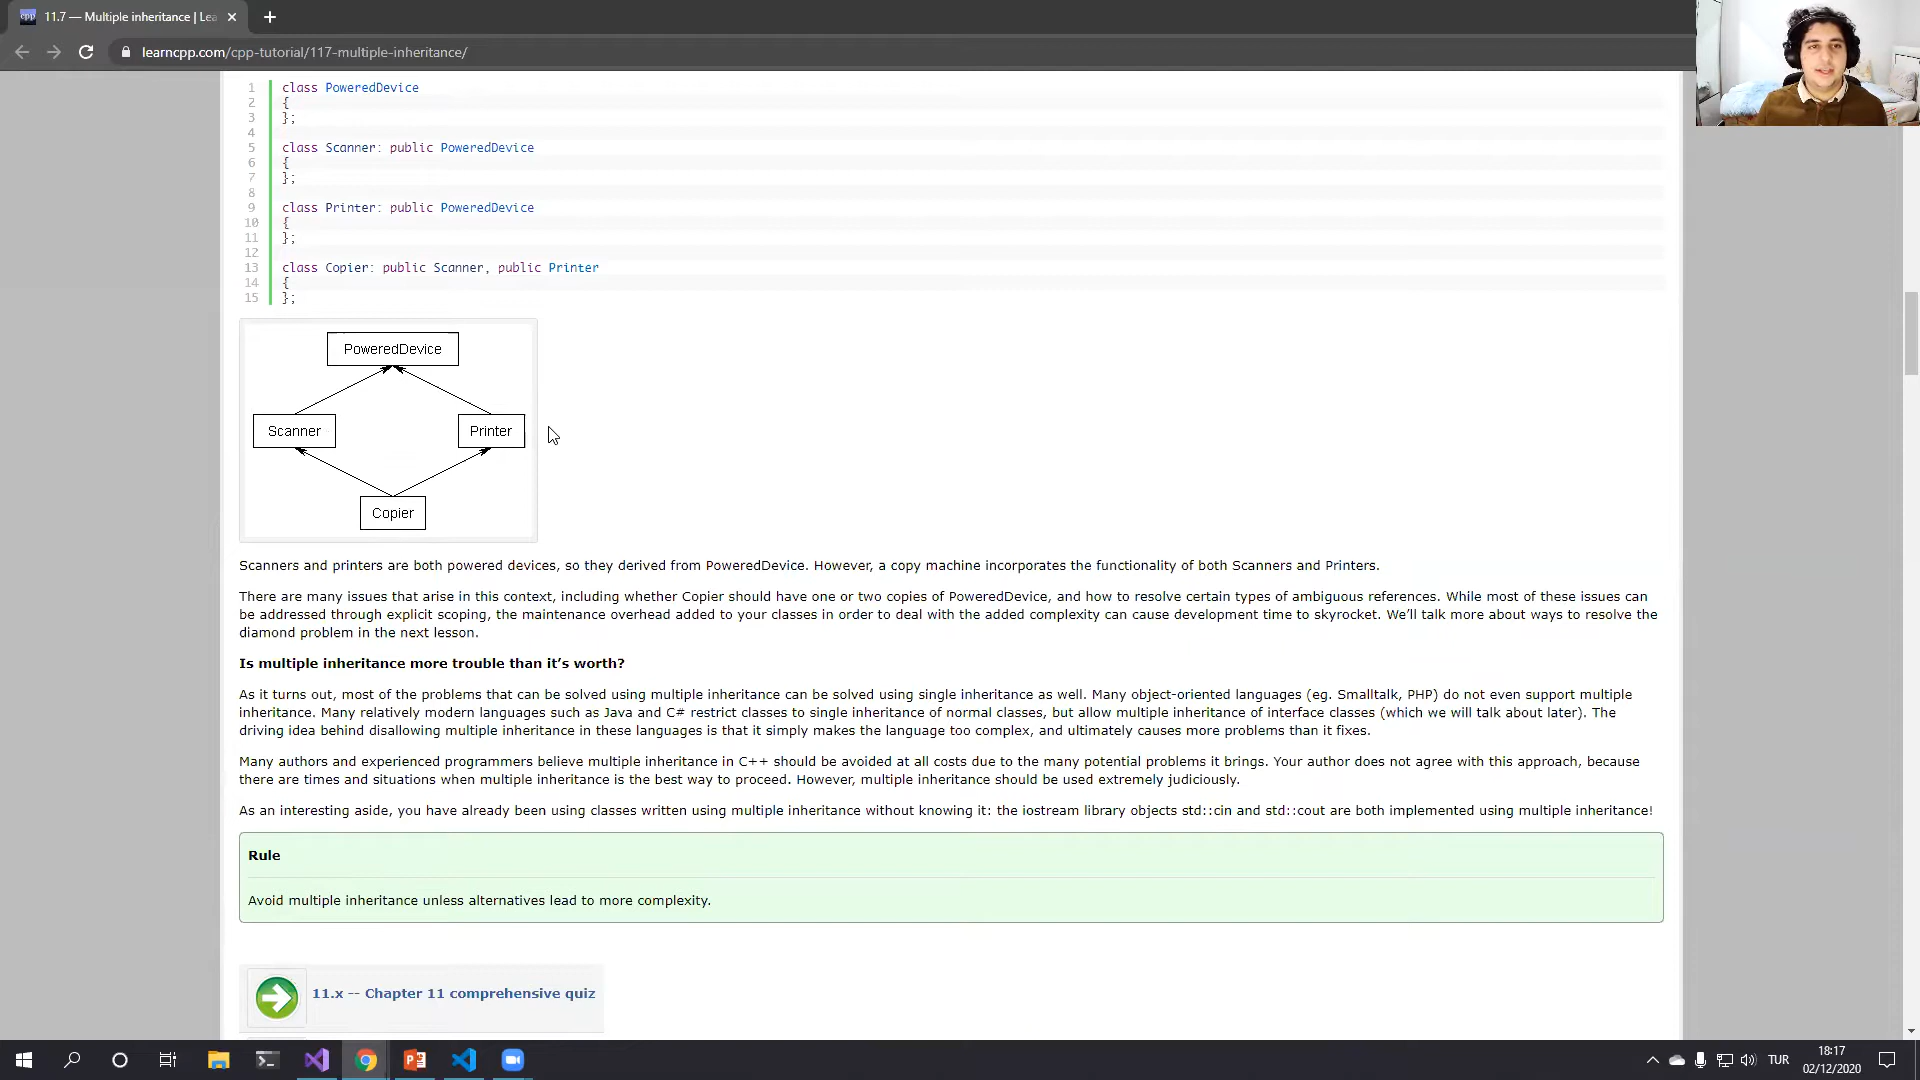 11.7 — Multiple inheritance | Lea
learncpp.com/cpp-tutorial/117-multiple-inheritance/
1 class PoweredDevice
2 {
3 };
4
5 class Scanner: public PoweredDevice
6 {
7 };
8
9 class Printer: public PoweredDevice
10 {
11 };
12
13 class Copier: public Scanner, public Printer
14 {
15 };
PoweredDevice
Scanner Printer
Copier
Scanners and printers are both powered devices, so they derived from PoweredDevice. However, a copy machine incorporates the functionality of both Scanners and Printers.
There are many issues that arise in this context, including whether Copier should have one or two copies of PoweredDevice, and how to resolve certain types of ambiguous references. While most of these issues can
be addressed through explicit scoping, the maintenance overhead added to your classes in order to deal with the added complexity can cause development time to skyrocket. We'll talk more about ways to resolve the
diamond problem in the next lesson.
Is multiple inheritance more trouble than it's worth?
As it turns out, most of the problems that can be solved using multiple inheritance can be solved using single inheritance as well. Many object-oriented languages (eg. Smalltalk, PHP) do not even support multiple
inheritance. Many relatively modern languages such as Java and C# restrict classes to single inheritance of normal classes, but allow multiple inheritance of interface classes (which we will talk about later). The
driving idea behind disallowing multiple inheritance in these languages is that it simply makes the language too complex, and ultimately causes more problems than it fixes.
Many authors and experienced programmers believe multiple inheritance in C++ should be avoided at all costs due to the many potential problems it brings. Your author does not agree with this approach, because
there are times and situations when multiple inheritance is the best way to proceed. However, multiple inheritance should be used extremely judiciously.
As an interesting aside, you have already been using classes written using multiple inheritance without knowing it: the iostream library objects std::cin and std::cout are both implemented using multiple inheritance!
Rule
Avoid multiple inheritance unless alternatives lead to more complexity.
11.x -- Chapter 11 comprehensive quiz
TUR
18:17
02/12/2020